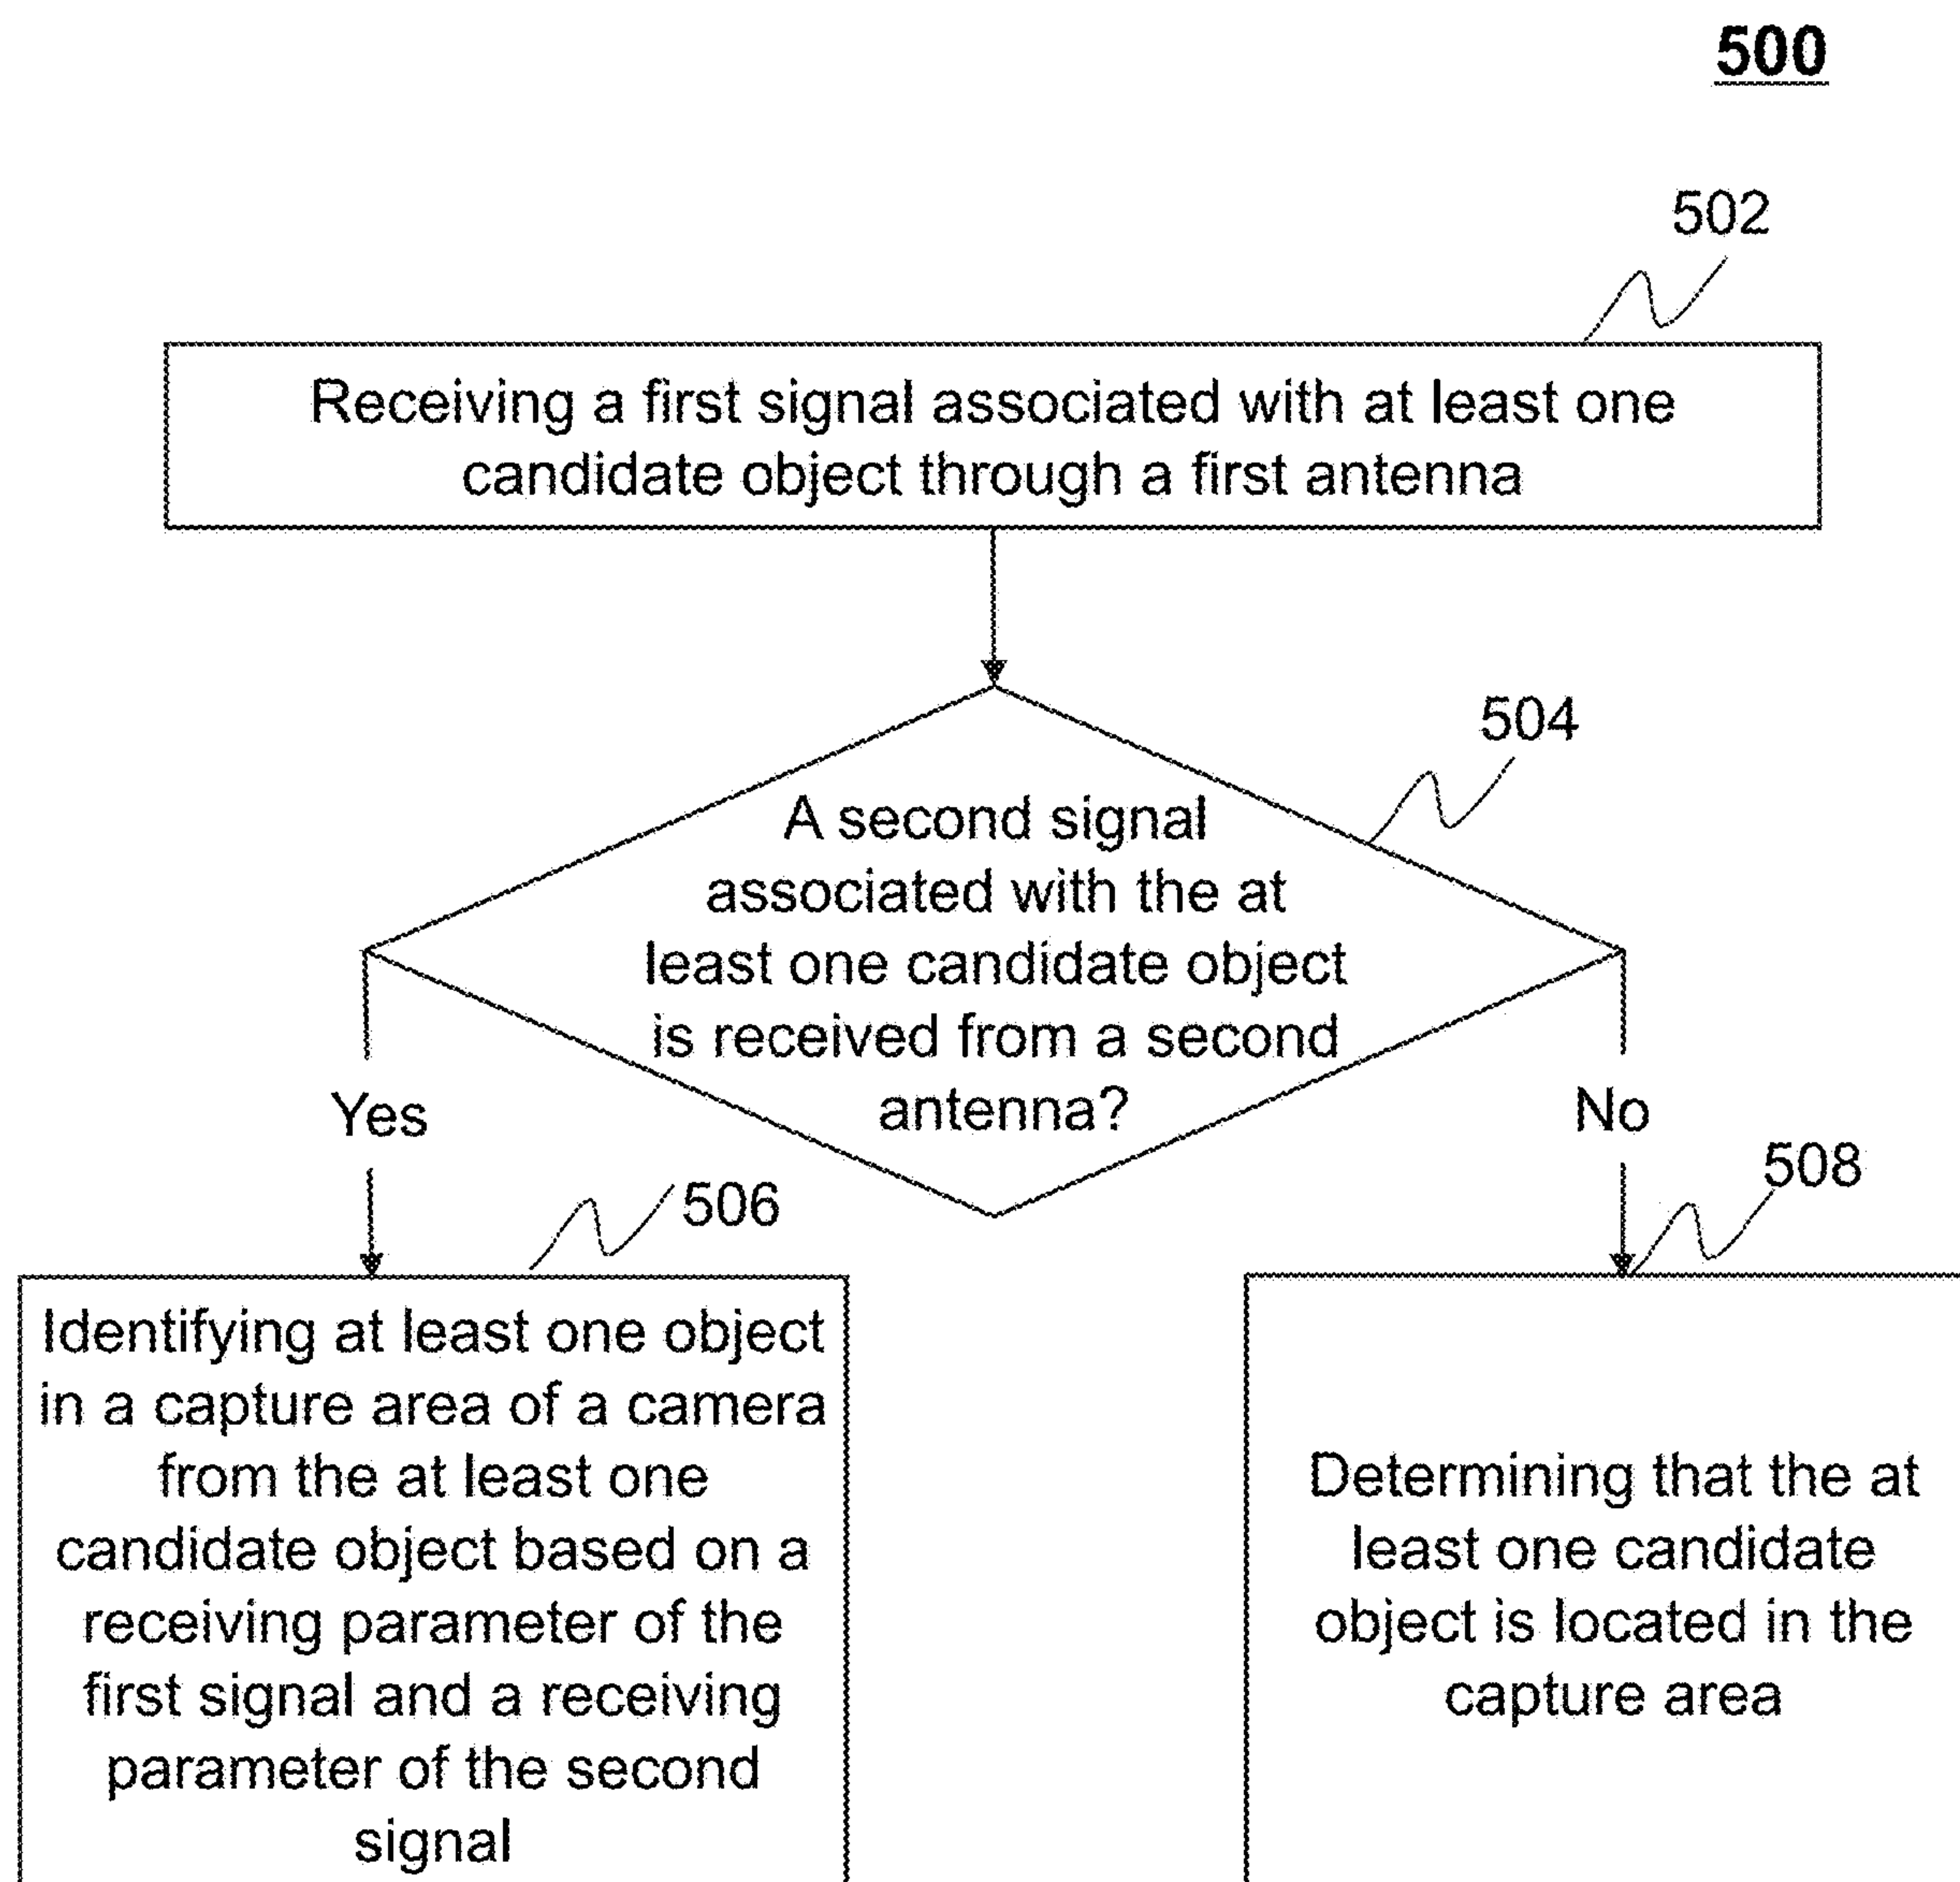 500
502
Receiving a first signal associated with at least one
candidate object through a first antenna
504
A second signal
associated with the at
least one candidate object
is received from a second
antenna?
Yes
No
506
508
Identifying at least one object
in a capture area of a camera
from the at least one
candidate object based on a
receiving parameter of the
first signal and a receiving
parameter of the second
signal
Determining that the at
least one candidate
object is located in the
capture area